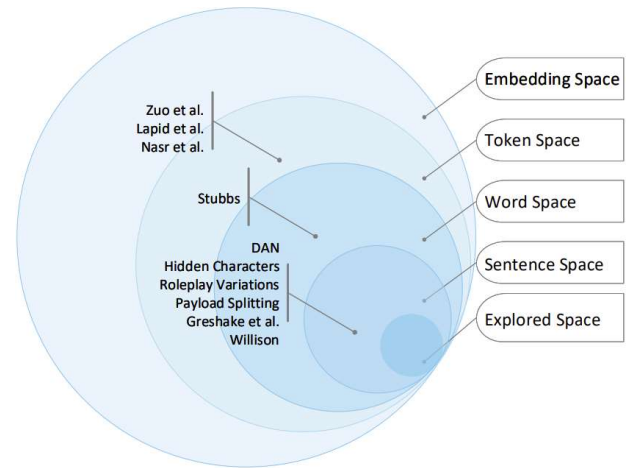 Zuo et al.
Lapid et al.
Nasr et al.
Stubbs
DAN
Hidden Characters
Roleplay Variations
Payload Splitting
Greshake et al.
Willison
Embedding Space
Token Space
Word Space
Sentence Space
Explored Space